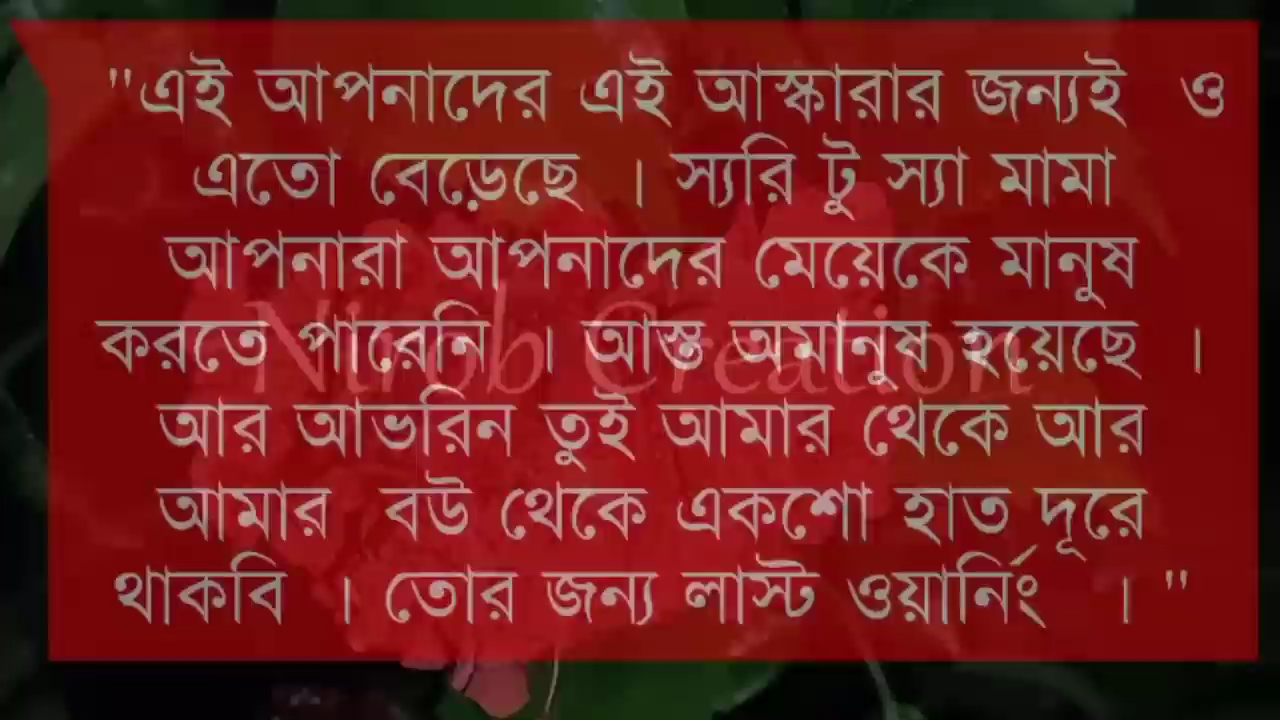 "এই আপনাদের এই আস্কারার জন্যই ও
এতো বেড়েছে । স্যরি টু স্যা মামা
আপনারা আপনাদের মেয়েকে মানুষ
করতে পারেননি । আস্ত অমানুষ হয়েছে ।
আর আভরিন তুই আমার থেকে আর
আমার বউ থেকে একশো হাত দূরে
থাকবি । তোর জন্য লাস্ট ওয়ার্নিং । "
Nirob Creation